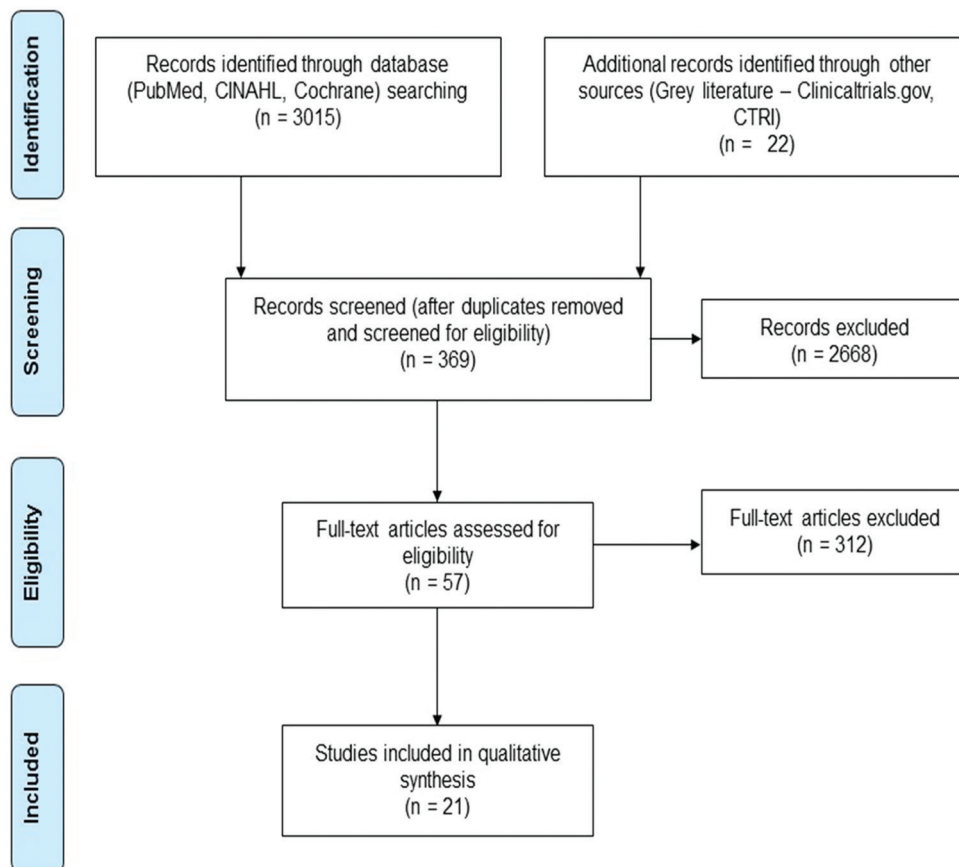 Identification
Records identified through database
(PubMed, CINAHL, Cochrane) searching
(n = 3015)
Additional records identified through other
sources (Grey literature – Clinicaltrials.gov,
CTRI)
(n = 22)
Screening
Records screened (after duplicates removed
and screened for eligibility)
(n = 369)
Records excluded
(n = 2668)
Eligibility
Full-text articles assessed for
eligibility
(n = 57)
Full-text articles excluded
(n = 312)
Included
Studies included in qualitative
synthesis
(n = 21)